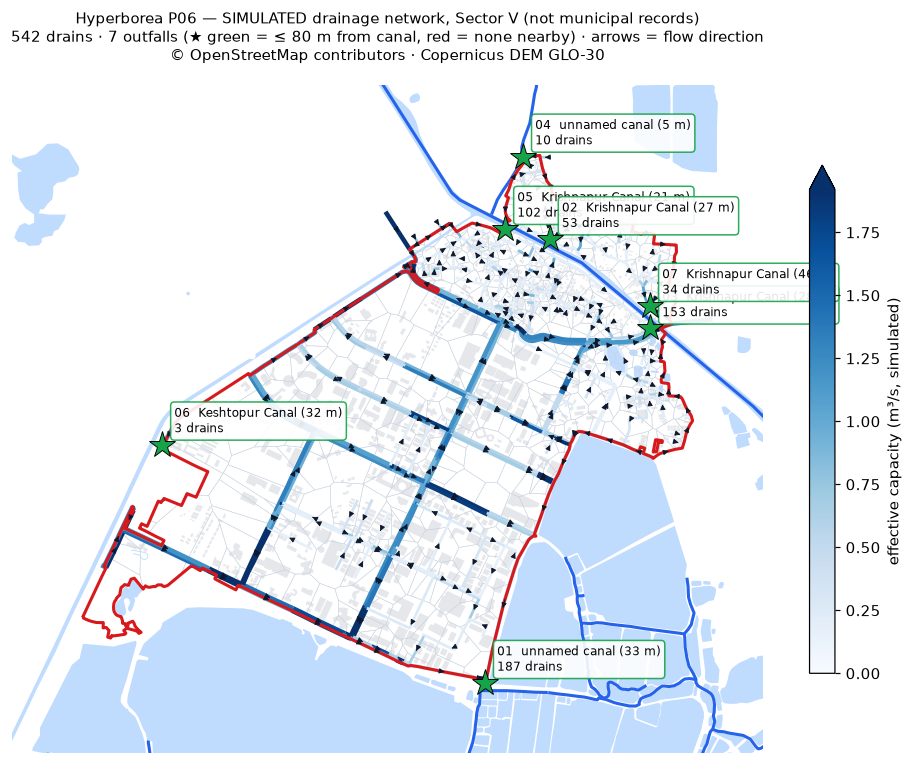 Hyperborea P06 — SIMULATED drainage network, Sector V (not municipal records)
542 drains · 7 outfalls (★ green = ≤ 80 m from canal, red = none nearby) · arrows = flow direction
© OpenStreetMap contributors · Copernicus DEM GLO-30
04 unnamed canal (5 m)
10 drains
05 Krishnapur Canal (21 m)
102
02 Krishnapur Canal (27 m)
53 drains
07 Krishnapur Canal
34 drains
153 drains
06 Keshtopur Canal (32 m)
3 drains
01 unnamed canal (33 m)
187 drains
1.75
1.50
1.25
1.00
0.75
0.50
0.25
0.00
effective capacity (m³/s, simulated)